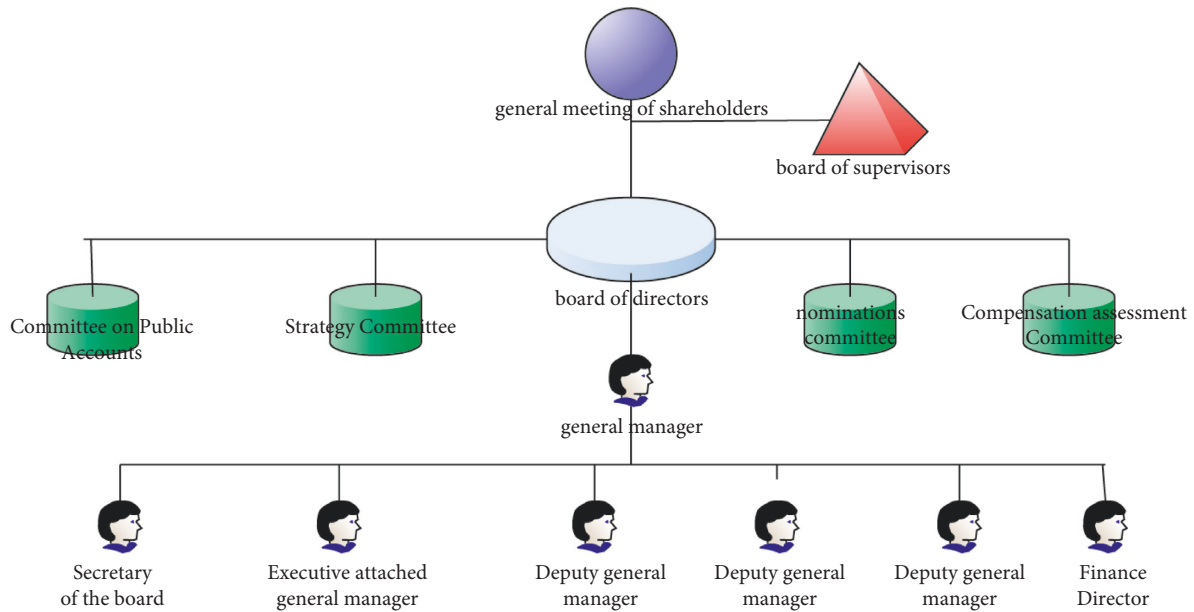 general meeting of shareholders
board of supervisors
board of directors
Committee on Public
Accounts
Strategy Committee
nominations
committee
Compensation assessment
Committee
general manager
Secretary
of the board
Executive attached
general manager
Deputy general
manager
Deputy general
manager
Deputy general
manager
Finance
Director